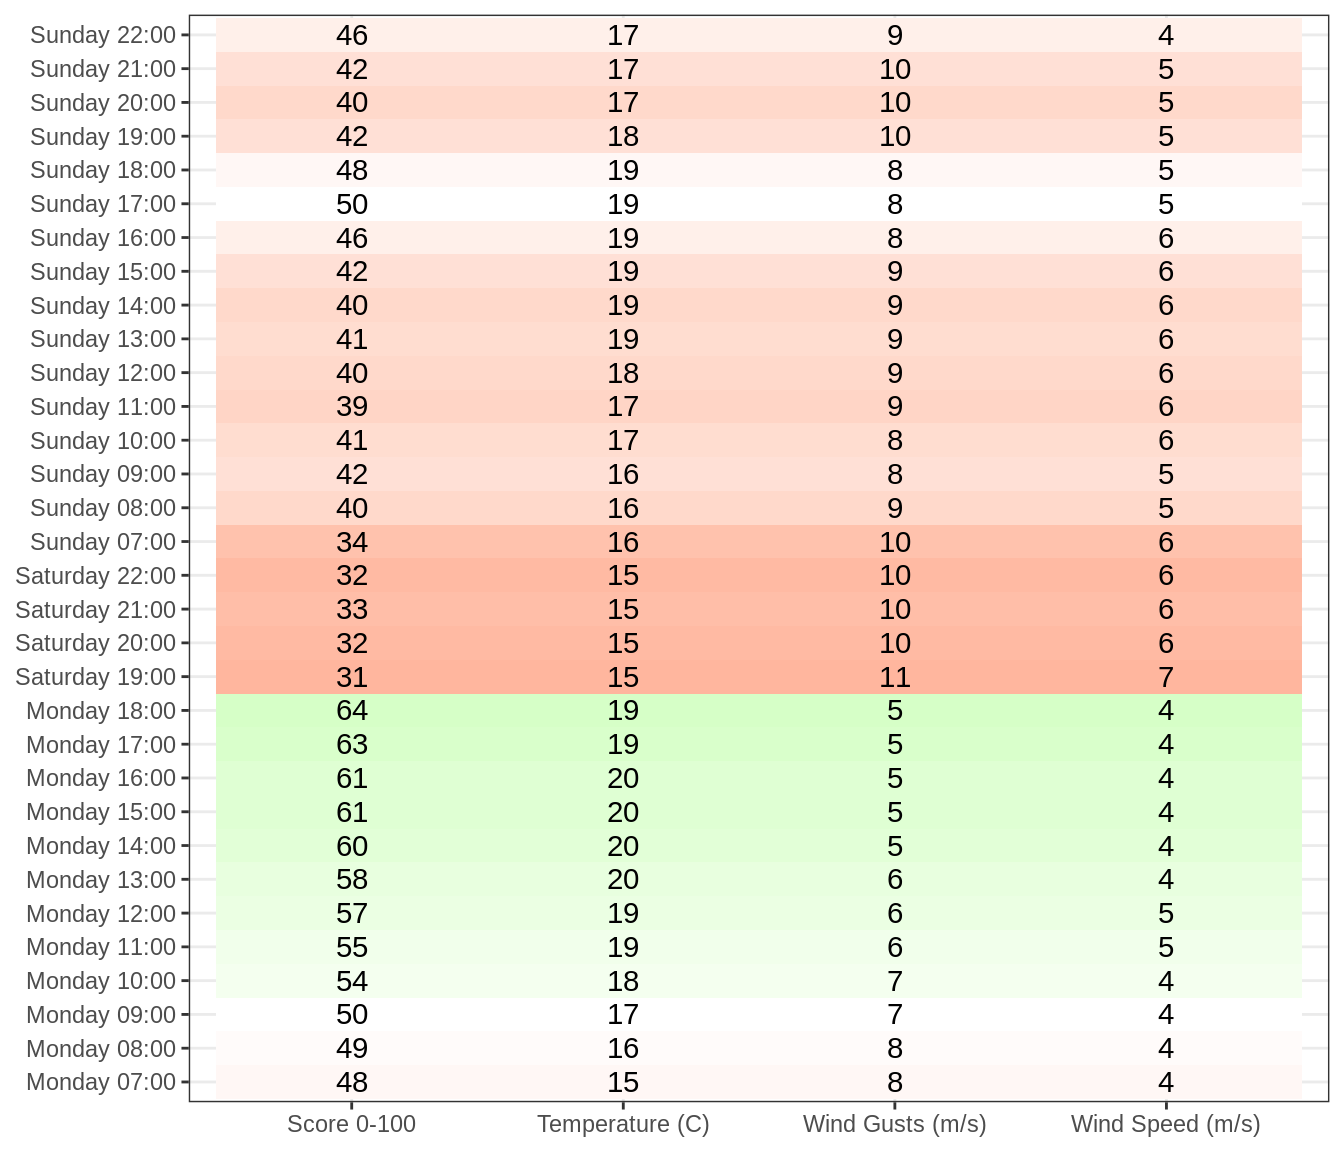 Sunday 22:00 46 17 9 4
Sunday 21:00 42 17 10 5
Sunday 20:00 40 17 10 5
Sunday 19:00 42 18 10 5
Sunday 18:00 48 19 8 5
Sunday 17:00 50 19 8 5
Sunday 16:00 46 19 8 6
Sunday 15:00 42 19 9 6
Sunday 14:00 40 19 9 6
Sunday 13:00 41 19 9 6
Sunday 12:00 40 18 9 6
Sunday 11:00 39 17 9 6
Sunday 10:00 41 17 8 6
Sunday 09:00 42 16 8 5
Sunday 08:00 40 16 9 5
Sunday 07:00 34 16 10 6
Saturday 22:00 32 15 10 6
Saturday 21:00 33 15 10 6
Saturday 20:00 32 15 10 6
Saturday 19:00 31 15 11 7
Monday 18:00 64 19 5 4
Monday 17:00 63 19 5 4
Monday 16:00 61 20 5 4
Monday 15:00 61 20 5 4
Monday 14:00 60 20 5 4
Monday 13:00 58 20 6 4
Monday 12:00 57 19 6 5
Monday 11:00 55 19 6 5
Monday 10:00 54 18 7 4
Monday 09:00 50 17 7 4
Monday 08:00 49 16 8 4
Monday 07:00 48 15 8 4
Score 0-100 Temperature (C) Wind Gusts (m/s) Wind Speed (m/s)